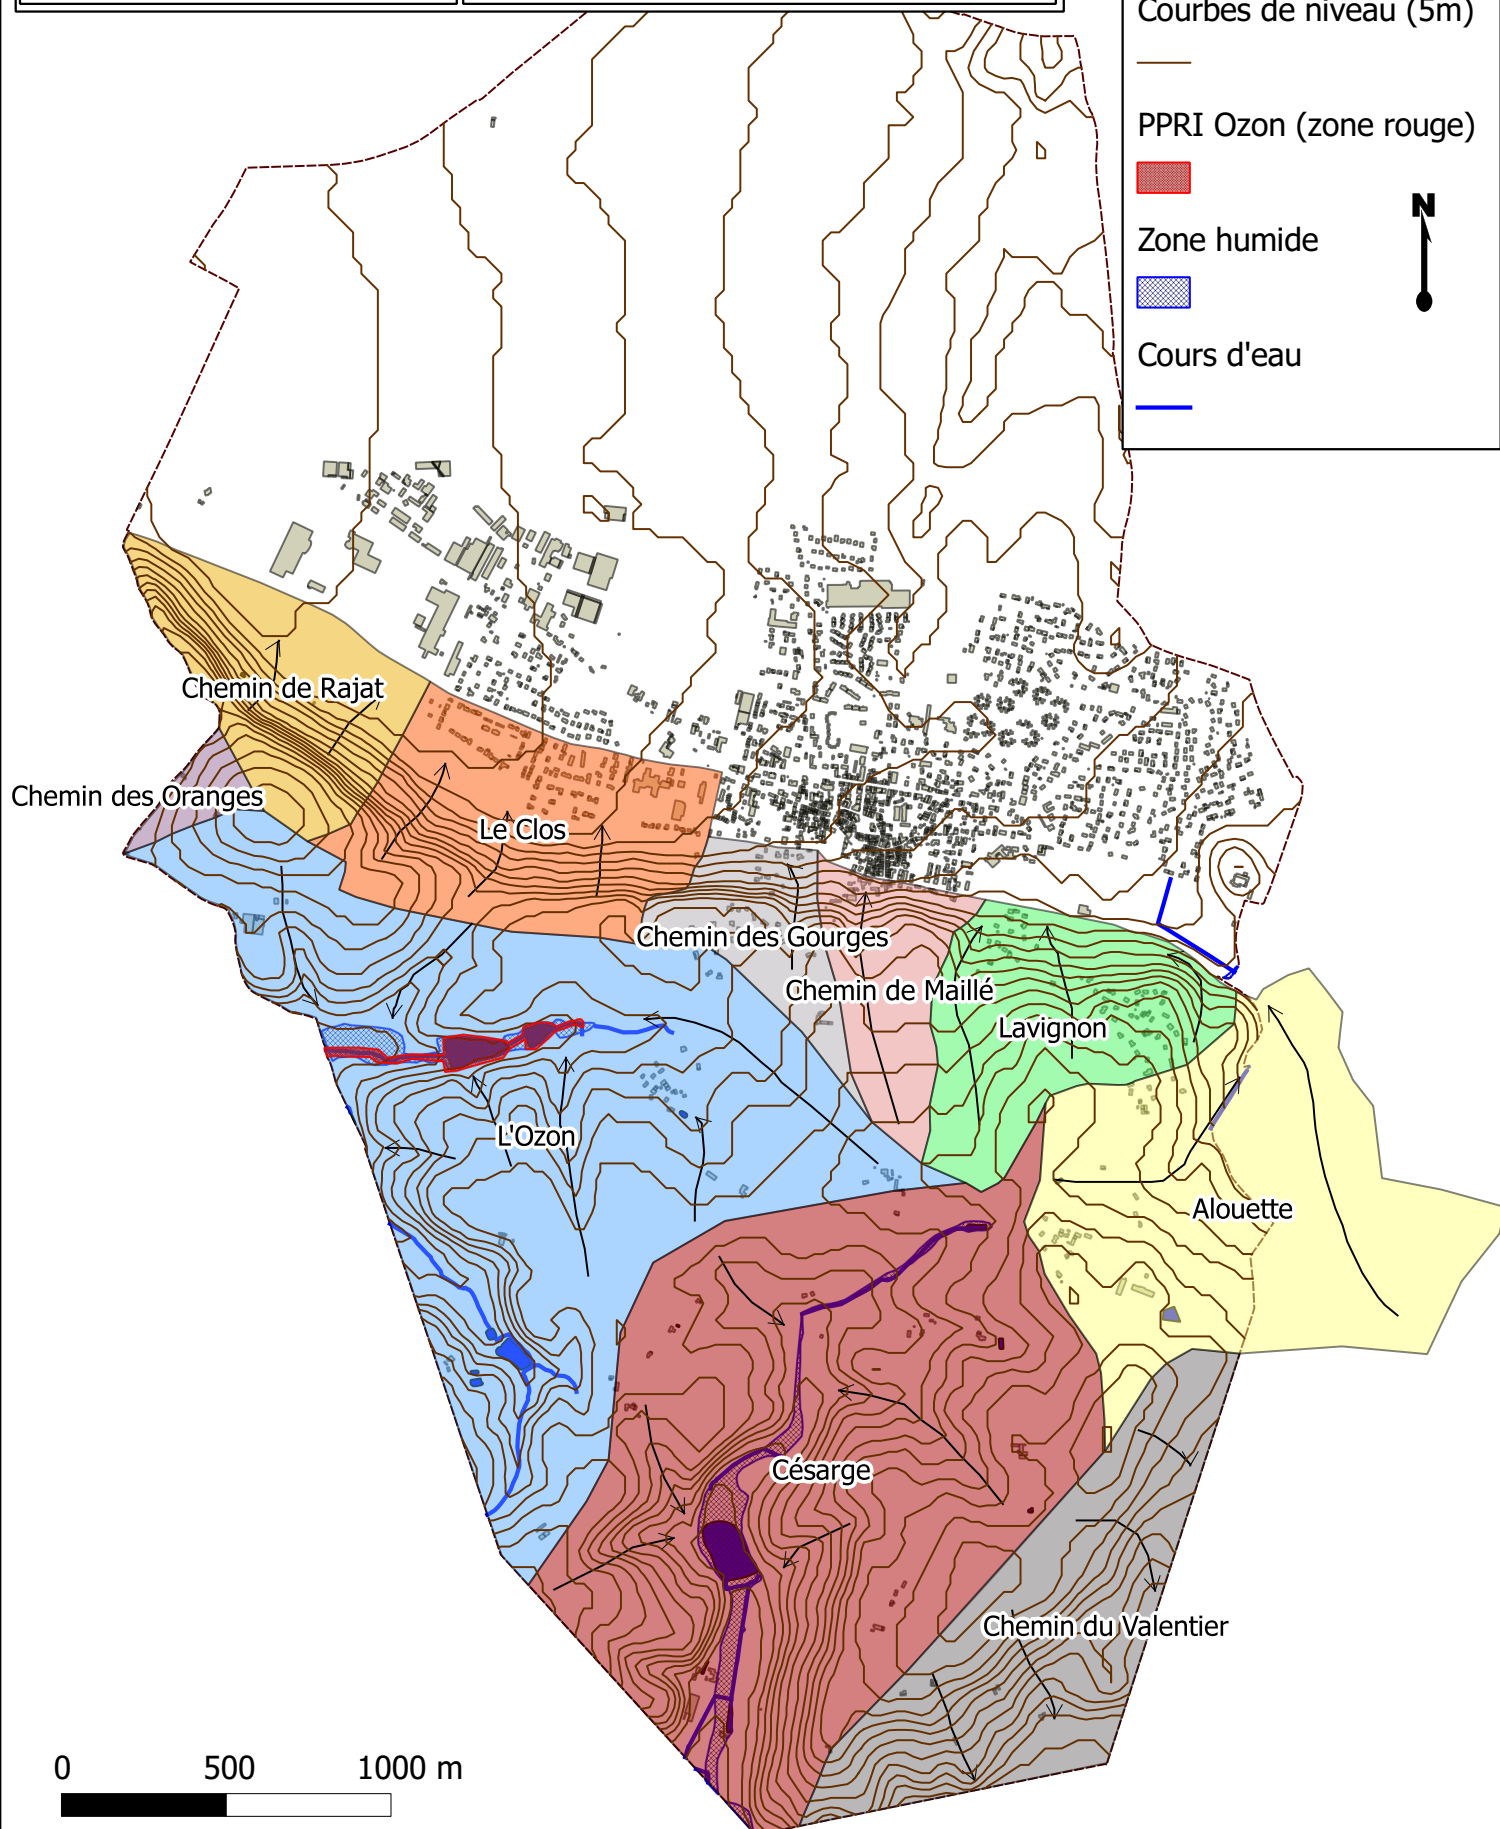 Courbes de niveau (5m)
PPRI Ozon (zone rouge)
N
Zone humide
Cours d'eau
Chemin de Rajat
Chemin des Oranges
Le Clos
Chemin des Gourges
Chemin de Maillé
Lavignon
L'Ozon
Alouette
Césarge
Chemin du Valentier
0 500 1000 m